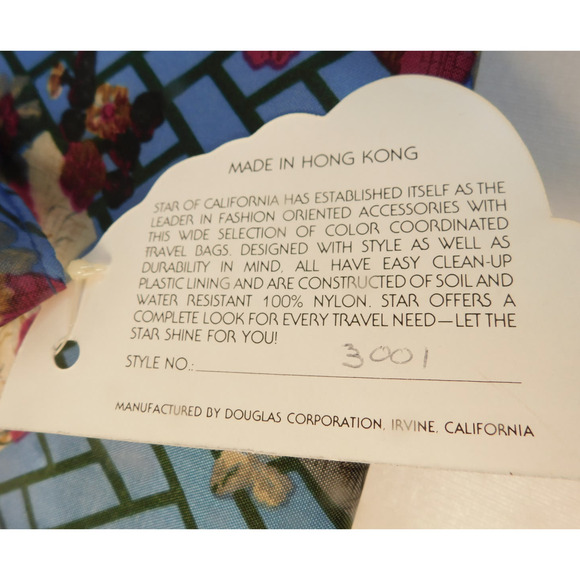 MADE IN HONG KONG
STAR OF CALIFORNIA HAS ESTABLISHED ITSELF AS THE
LEADER IN FASHION ORIENTED ACCESSORIES WITH
THIS WIDE SELECTION OF COLOR COORDINATED
TRAVEL BAGS. DESIGNED WITH STYLE AS WELL AS
DURABILITY IN MIND, ALL HAVE EASY CLEAN-UP
PLASTIC LINING AND ARE CONSTRUCTED OF SOIL AND
WATER RESISTANT 100% NYLON. STAR OFFERS A
COMPLETE LOOK FOR EVERY TRAVEL NEED—LET THE
STAR SHINE FOR YOU!
STYLE NO.: 3001
MANUFACTURED BY DOUGLAS CORPORATION, IRVINE, CALIFORNIA